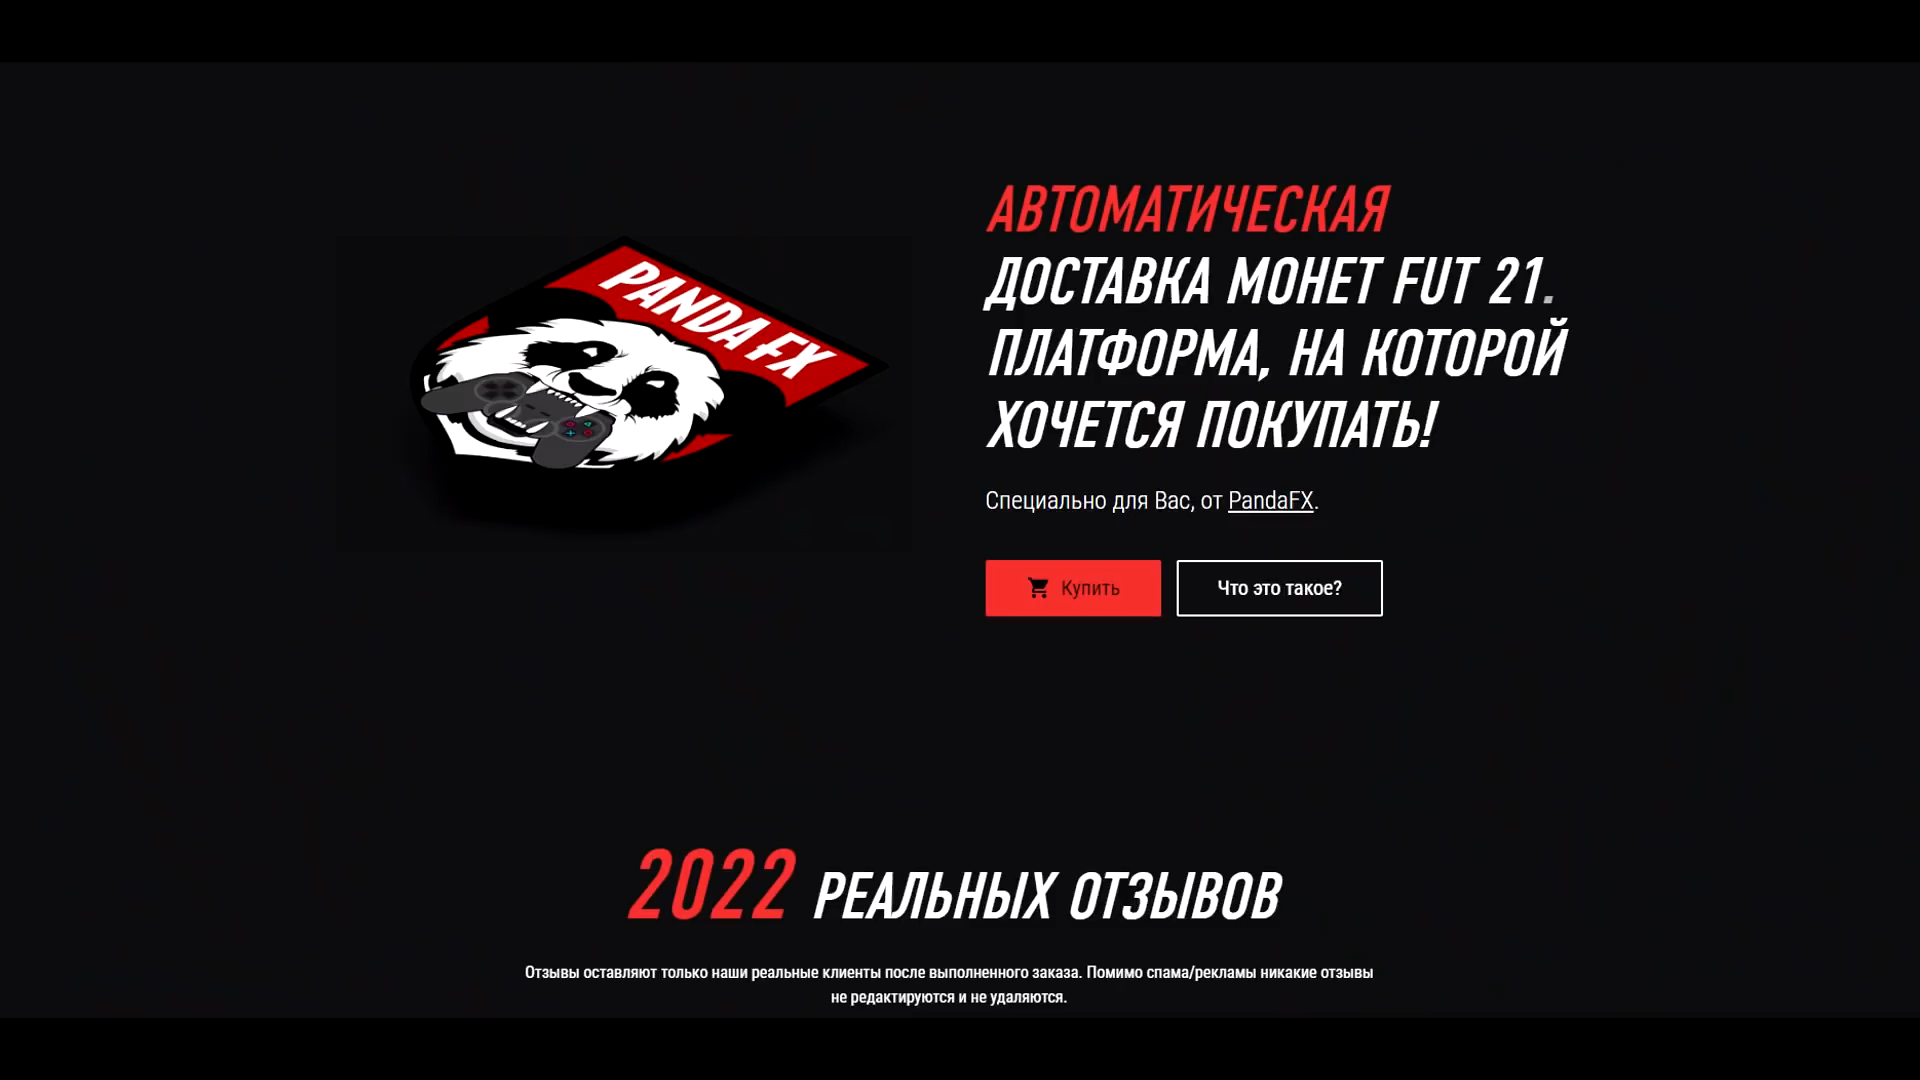 PANDA FX
АВТОМАТИЧЕСКАЯ
ДОСТАВКА МОНЕТ FUT 21.
ПЛАТФОРМА, НА КОТОРОЙ
ХОЧЕТСЯ ПОКУПАТЬ!
Специально для Вас, от PandaFX.
Купить
Что это такое?
2022 РЕАЛЬНЫХ ОТЗЫВОВ
Отзывы оставляют только наши реальные клиенты после выполненного заказа. Помимо спама/рекламы никакие отзывы
не редактируются и не удаляются.